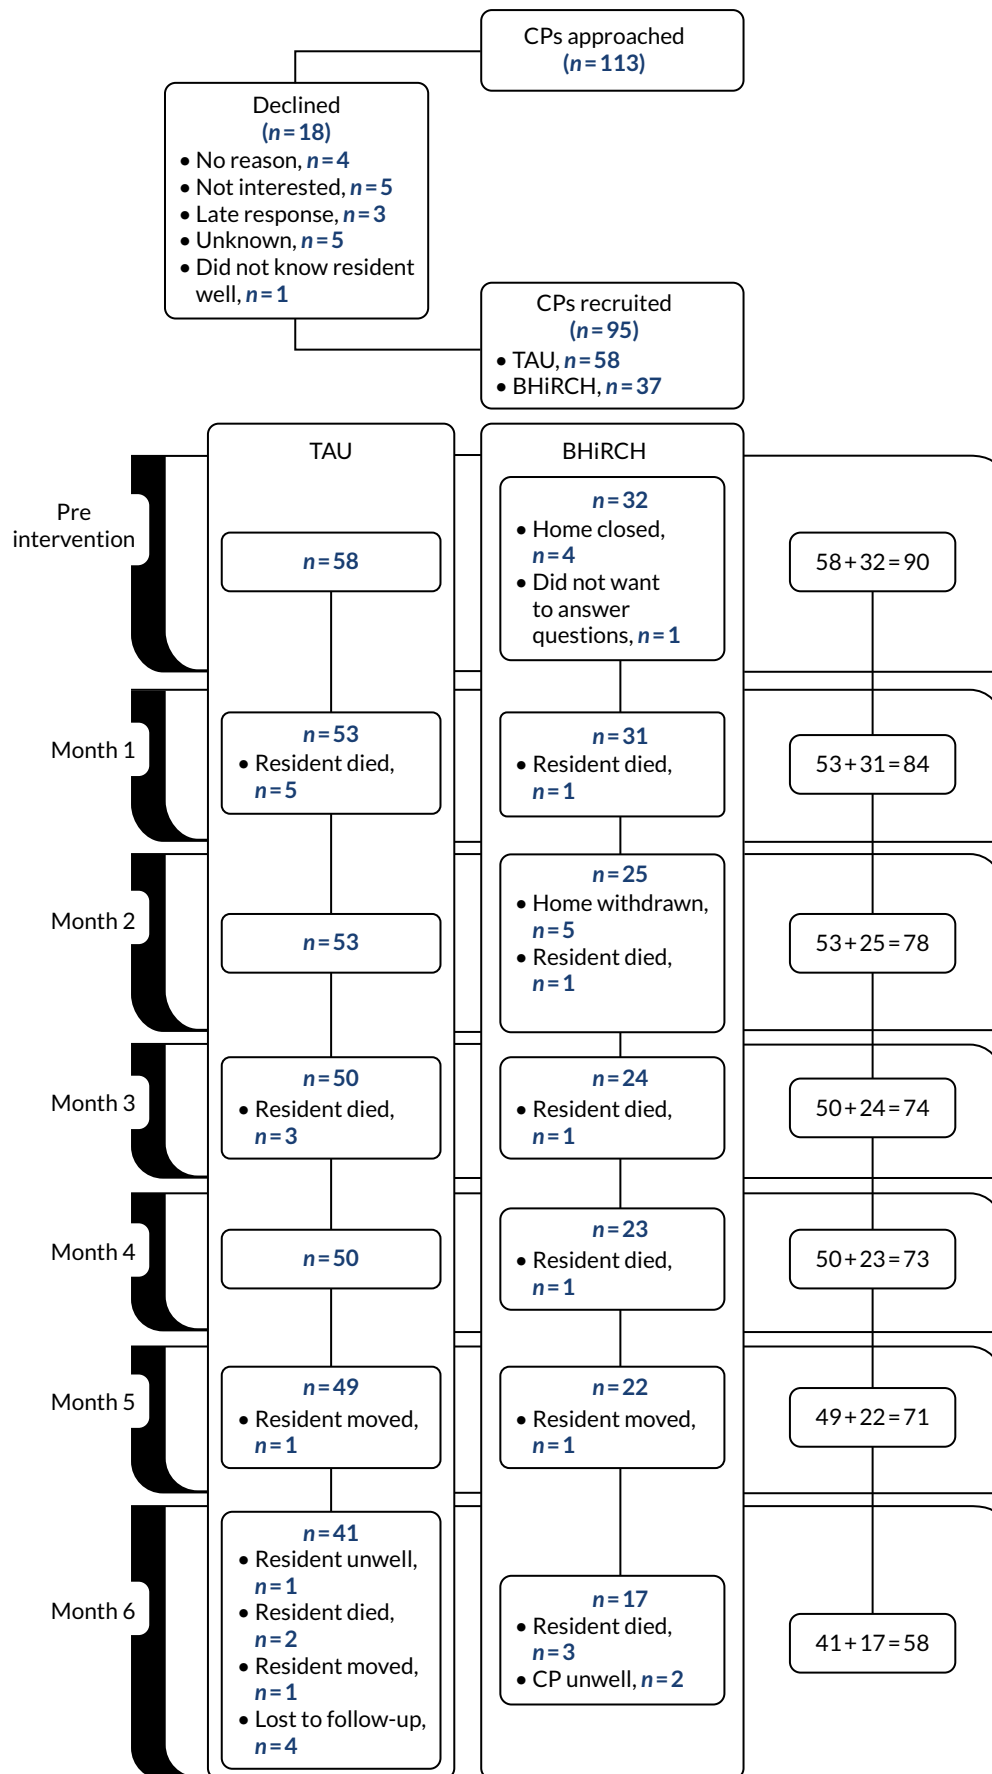 CPs approached
(n=113)
Declined
(n=18)
• No reason, n=4
• Not interested, n=5
• Late response, n=3
• Unknown, n=5
• Did not know resident
well, n=1
CPs recruited
(n=95)
• TAU, n=58
• BHiRCH, n=37
TAU
BHiRCH
Pre
intervention
n=58
n=32
• Home closed,
n=4
• Did not want
to answer
questions, n=1
58+32=90
Month 1
n=53
• Resident died,
n=5
n=31
• Resident died,
n=1
53+31=84
Month 2
n=53
n=25
• Home withdrawn,
n=5
• Resident died,
n=1
53+25=78
Month 3
n=50
• Resident died,
n=3
n=24
• Resident died,
n=1
50+24=74
Month 4
n=50
n=23
• Resident died,
n=1
50+23=73
Month 5
n=49
• Resident moved,
n=1
n=22
• Resident moved,
n=1
49+22=71
Month 6
n=41
• Resident unwell,
n=1
• Resident died,
n=2
• Resident moved,
n=1
• Lost to follow-up,
n=4
n=17
• Resident died,
n=3
• CP unwell, n=2
41+17=58